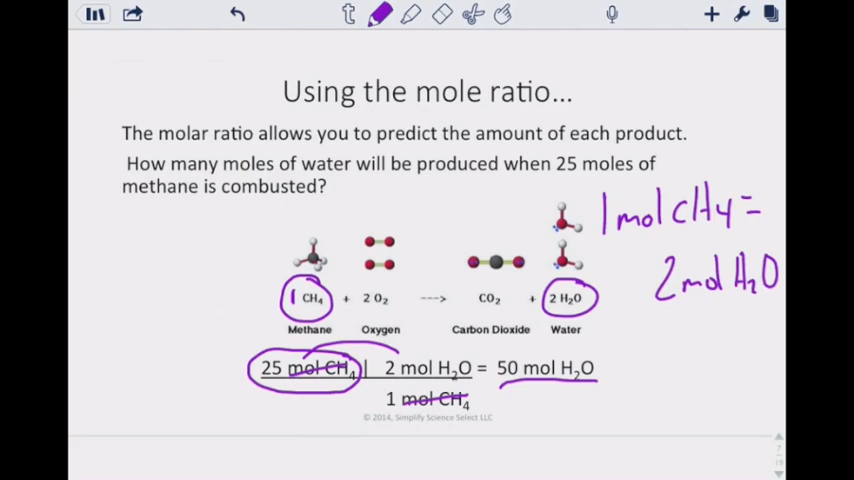 Using the mole ratio...
The molar ratio allows you to predict the amount of each product.
How many moles of water will be produced when 25 moles of
methane is combusted?
1 mol CH4 =
2 mol H2O
1 CH4 + 2 O2 ---> CO2 + 2 H2O
Methane Oxygen Carbon Dioxide Water
25 mol CH4 | 2 mol H2O = 50 mol H2O
1 mol CH4
© 2014, Simplify Science Select LLC
7
19